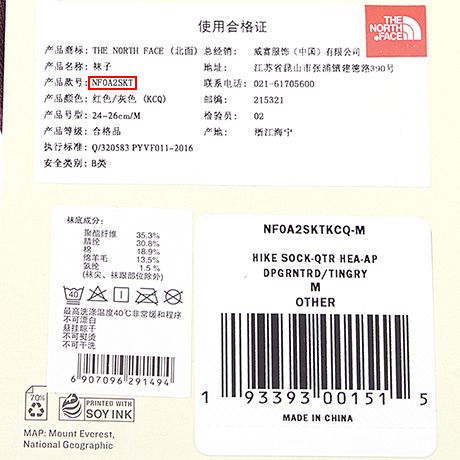 使用合格证
THE
NORTH
FACE
产品商标: THE NORTH FACE (北面)
产品名称: 袜子
产品款号: NF0A2SKT
产品颜色: 红色/灰色 (KCQ)
产品号型: 24-26cm/M
产品等级: 合格品
执行标准: Q/320583 PYVF011-2016
安全类别: B类
总经销: 威富服饰 (中国) 有限公司
地址: 江苏省昆山市张浦镇建德路390号
联系电话: 021-61705600
邮编: 215321
检验员: 02
产地: 浙江海宁
袜底成分:
聚酯纤维 35.3%
腈纶 30.8%
棉 18.9%
绵羊毛 13.5%
氨纶 1.5%
(袜尖、袜跟部位除外)
40
最高洗涤温度40℃非常缓和程序
不可漂白
悬挂晾干
不可熨烫
不可干洗
6 907096 291494
NF0A2SKTKCQ-M
HIKE SOCK-QTR HEA-AP
DPGRNTRD/TINGRY
M
OTHER
1 93393 00151 5
MADE IN CHINA
70%
PRINTED WITH
SOY INK
MAP: Mount Everest,
National Geographic